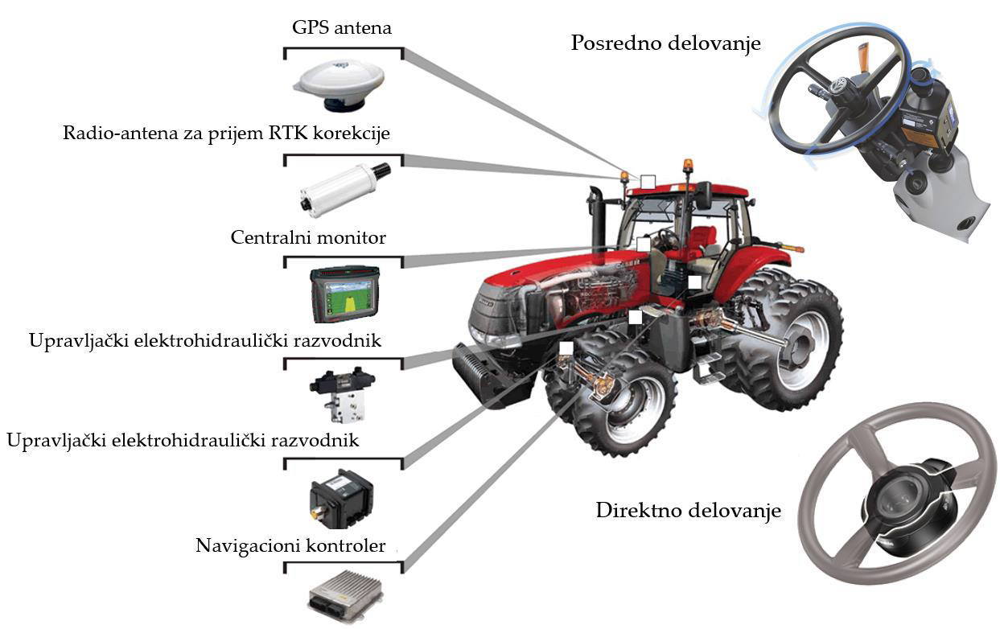 GPS antena
Posredno delovanje
Radio-antena za prijem RTK korekcije
Centralni monitor
Upravljački elektrohidraulički razvodnik
Upravljački elektrohidraulički razvodnik
Direktno delovanje
Navigacioni kontroler